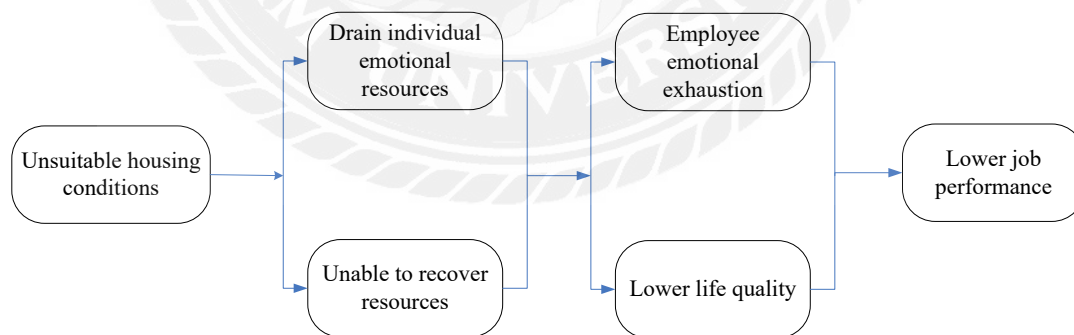 Drain individual
emotional
resources
Employee
emotional
exhaustion
Unsuitable housing
conditions
Lower job
performance
Unable to recover
resources
Lower life quality
UNIVERSI